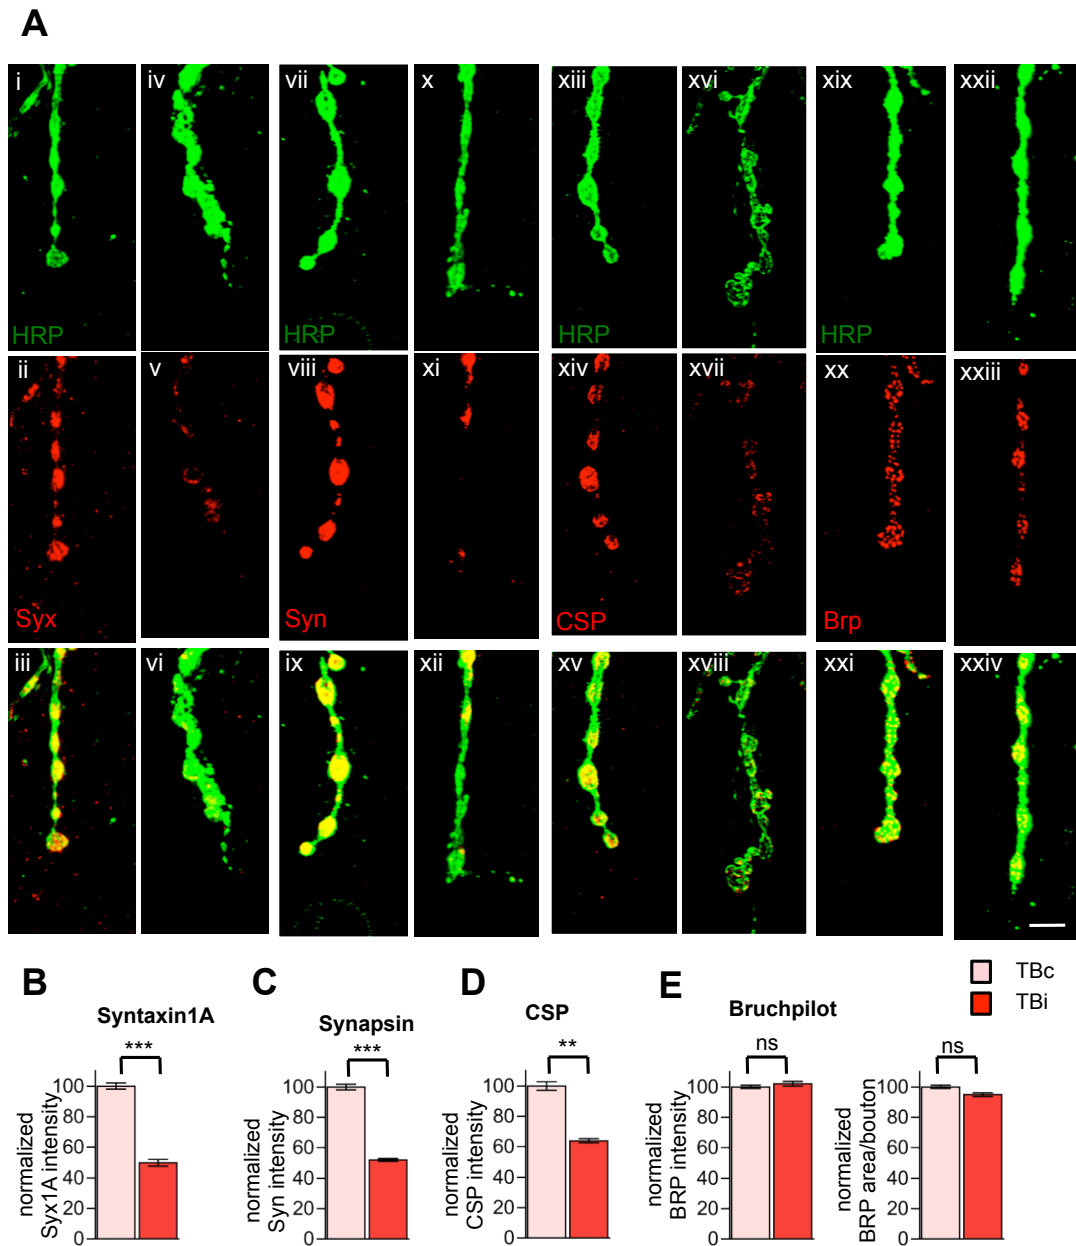 A
i iv vii x xiii xvi xix xxii
HRP HRP HRP HRP
ii v viii xi xiv xvii xx xxiii
Syx Syn CSP Brp
iii vi ix xii xv xviii xxi xxiv
TBc
TBi
B
Syntaxin1A
***
normalized
Syx1A intensity
100
80
60
40
20
0
C
Synapsin
***
normalized
Syn intensity
100
80
60
40
20
0
D
CSP
**
normalized
CSP intensity
100
80
60
40
20
0
E
Bruchpilot
ns
normalized
BRP intensity
100
80
60
40
20
0
ns
normalized
BRP area/bouton
100
80
60
40
20
0